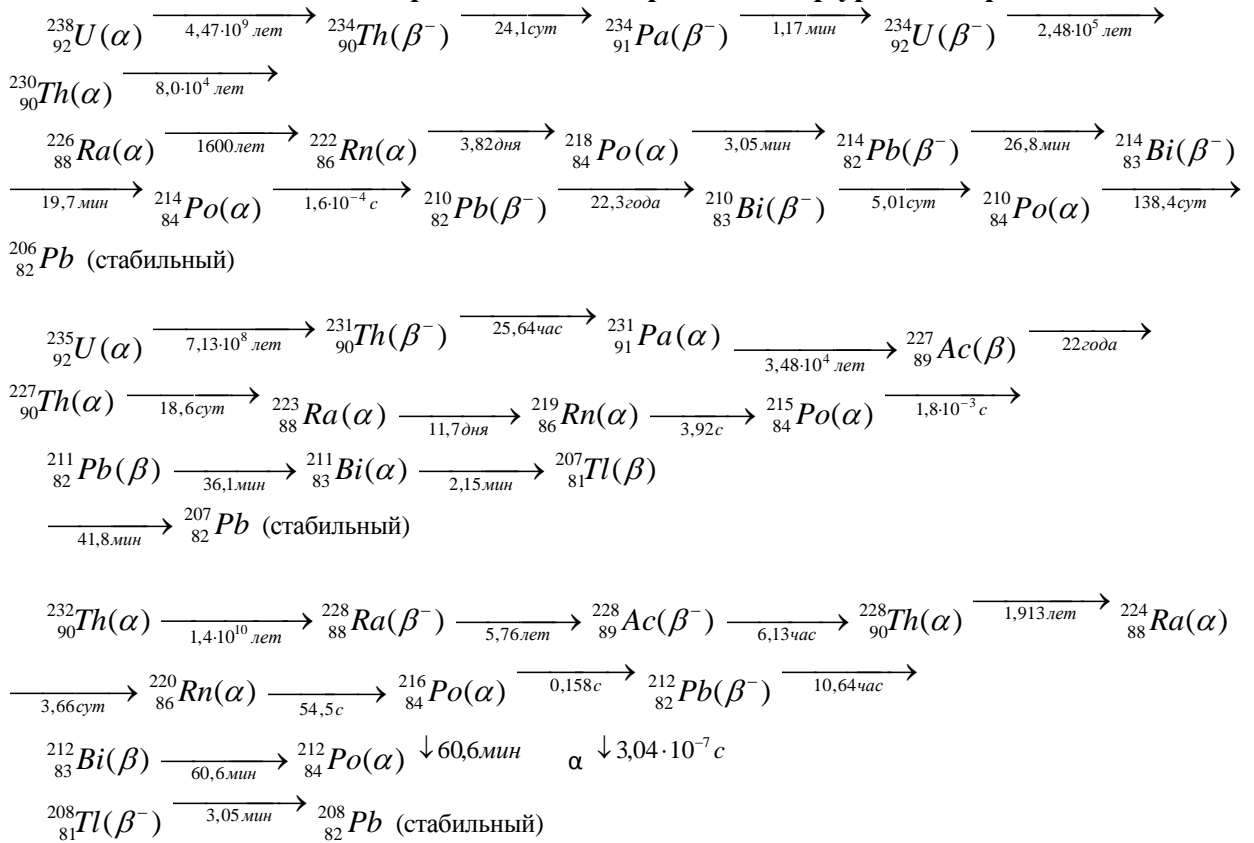 ²³⁸₉₂U(α) —4,47·10⁹ лет→ ²³⁴₉₀Th(β⁻) —24,1сут→ ²³⁴₉₁Pa(β⁻) —1,17 мин→ ²³⁴₉₂U(β⁻) —2,48·10⁵ лет→
²³⁰₉₀Th(α) —8,0·10⁴ лет→
²²⁶₈₈Ra(α) —1600лет→ ²²²₈₆Rn(α) —3,82дня→ ²¹⁸₈₄Po(α) —3,05мин→ ²¹⁴₈₂Pb(β⁻) —26,8мин→ ²¹⁴₈₃Bi(β⁻)
—19,7мин→ ²¹⁴₈₄Po(α) —1,6·10⁻⁴ с→ ²¹⁰₈₂Pb(β⁻) —22,3года→ ²¹⁰₈₃Bi(β⁻) —5,01сут→ ²¹⁰₈₄Po(α) —138,4сут→
²⁰⁶₈₂Pb (стабильный)
²³⁵₉₂U(α) —7,13·10⁸ лет→ ²³¹₉₀Th(β⁻) —25,64час→ ²³¹₉₁Pa(α) —3,48·10⁴ лет→ ²²⁷₈₉Ac(β) —22года→
²²⁷₉₀Th(α) —18,6сут→ ²²³₈₈Ra(α) —11,7дня→ ²¹⁹₈₆Rn(α) —3,92с→ ²¹⁵₈₄Po(α) —1,8·10⁻³ с→
²¹¹₈₂Pb(β) —36,1мин→ ²¹¹₈₃Bi(α) —2,15мин→ ²⁰⁷₈₁Tl(β)
—41,8мин→ ²⁰⁷₈₂Pb (стабильный)
²³²₉₀Th(α) —1,4·10¹⁰ лет→ ²²⁸₈₈Ra(β⁻) —5,76лет→ ²²⁸₈₉Ac(β⁻) —6,13час→ ²²⁸₉₀Th(α) —1,913лет→ ²²⁴₈₈Ra(α)
—3,66сут→ ²²⁰₈₆Rn(α) —54,5с→ ²¹⁶₈₄Po(α) —0,158с→ ²¹²₈₂Pb(β⁻) —10,64час→
²¹²₈₃Bi(β) —60,6мин→ ²¹²₈₄Po(α) ↓60,6мин α ↓3,04·10⁻⁷ с
²⁰⁸₈₁Tl(β⁻) —3,05мин→ ²⁰⁸₈₂Pb (стабильный)